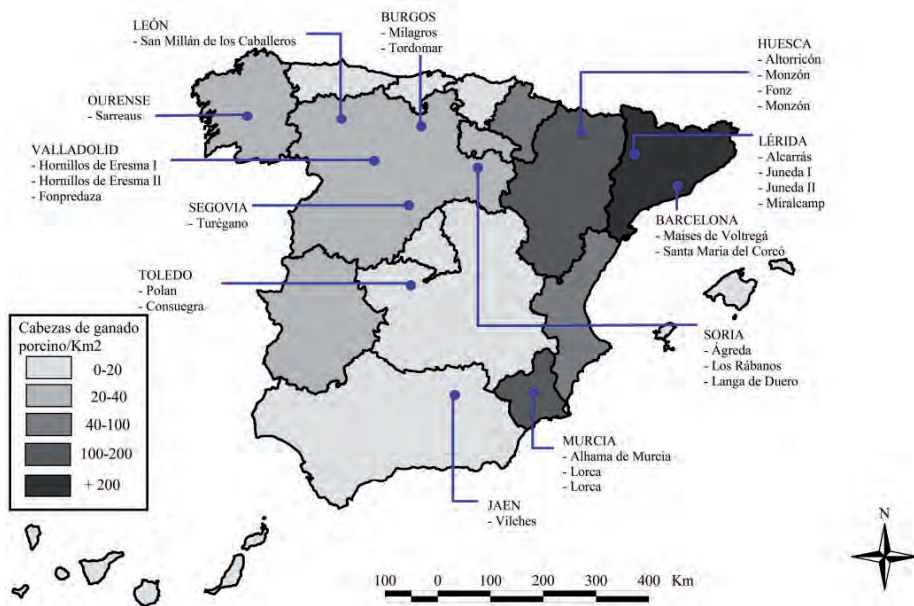 LEÓN
- San Millán de los Caballeros
BURGOS
- Milagros
- Tordomar
HUESCA
- Altorricón
- Monzón
- Fonz
- Monzón
OURENSE
- Sarreaus
LÉRIDA
- Alcarrás
- Juneda I
- Juneda II
- Miralcamp
VALLADOLID
- Hornillos de Eresma I
- Hornillos de Eresma II
- Fonpredaza
SEGOVIA
- Turégano
BARCELONA
- Maises de Voltregá
- Santa María del Corcó
TOLEDO
- Polan
- Consuegra
SORIA
- Ágreda
- Los Rábanos
- Langa de Duero
Cabezas de ganado
porcino/Km2
0-20
20-40
40-100
100-200
+ 200
MURCIA
- Alhama de Murcia
- Lorca
- Lorca
JAEN
- Vilches
N
100 0 100 200 300 400 Km